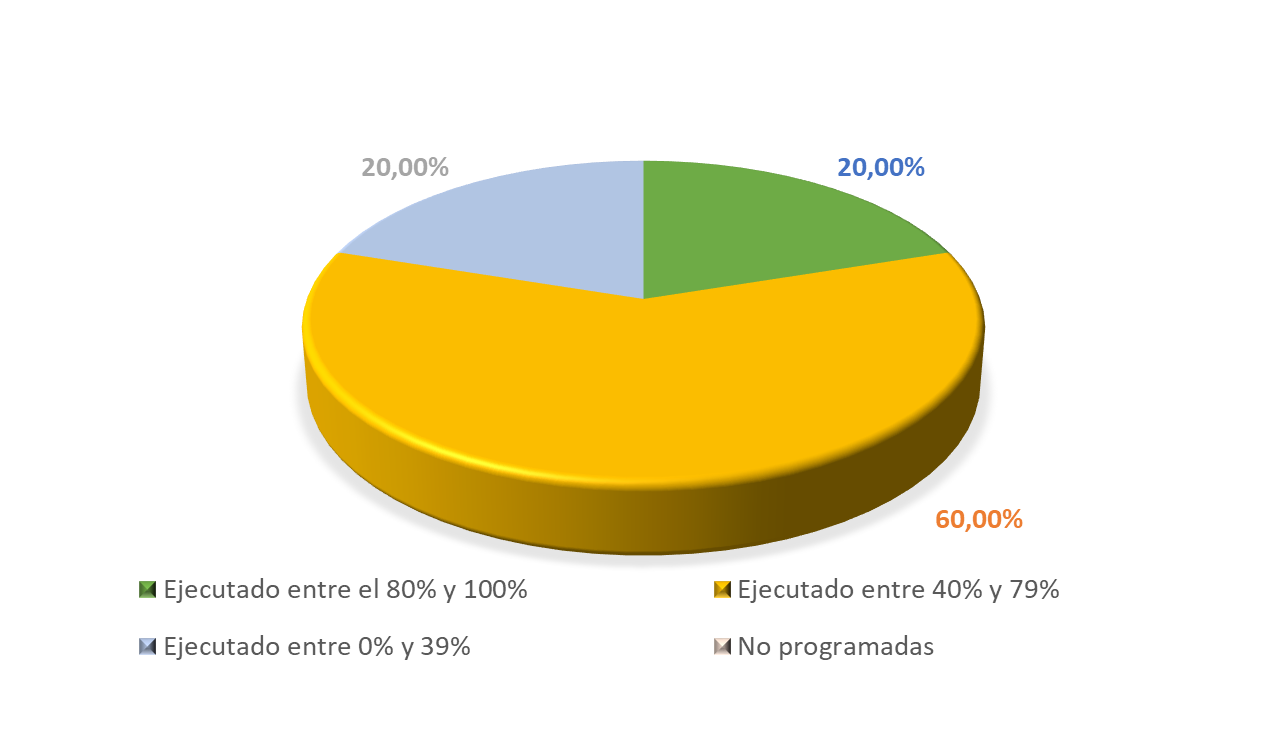 20,00%
20,00%
60,00%
Ejecutado entre el 80% y 100%
Ejecutado entre 40% y 79%
Ejecutado entre 0% y 39%
No programadas